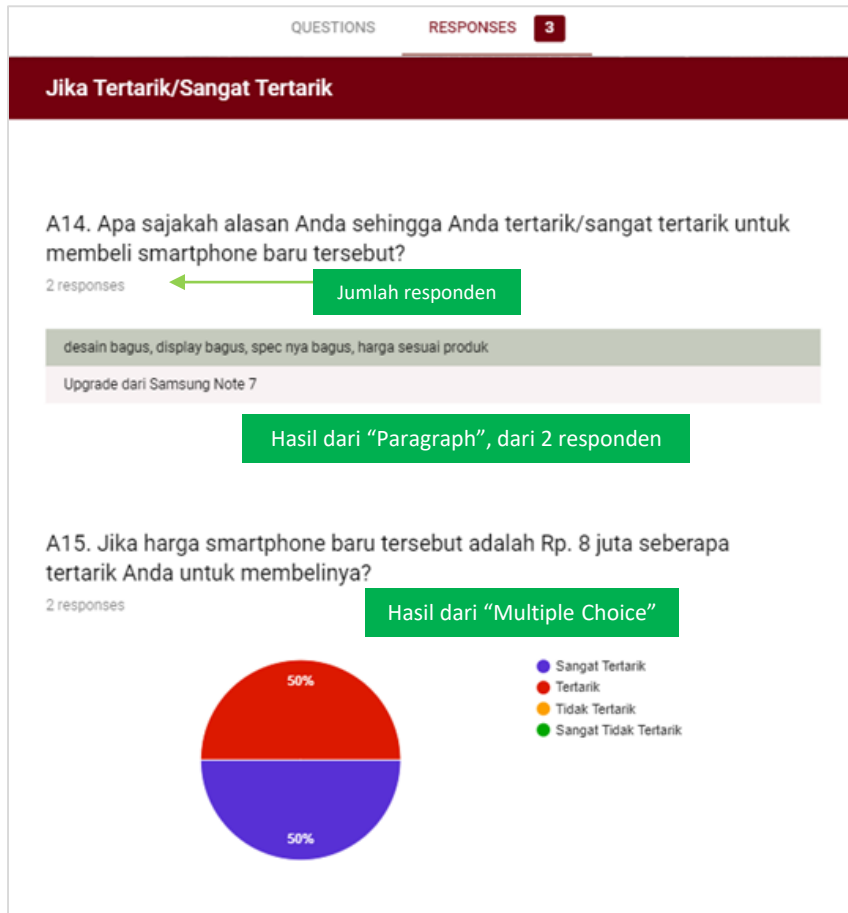 QUESTIONS RESPONSES 3
Jika Tertarik/Sangat Tertarik
A14. Apa sajakah alasan Anda sehingga Anda tertarik/sangat tertarik untuk
membeli smartphone baru tersebut?
2 responses
Jumlah responden
desain bagus, display bagus, spec nya bagus, harga sesuai produk
Upgrade dari Samsung Note 7
Hasil dari “Paragraph”, dari 2 responden
A15. Jika harga smartphone baru tersebut adalah Rp. 8 juta seberapa
tertarik Anda untuk membelinya?
2 responses
Hasil dari “Multiple Choice”
50%
50%
Sangat Tertarik
Tertarik
Tidak Tertarik
Sangat Tidak Tertarik